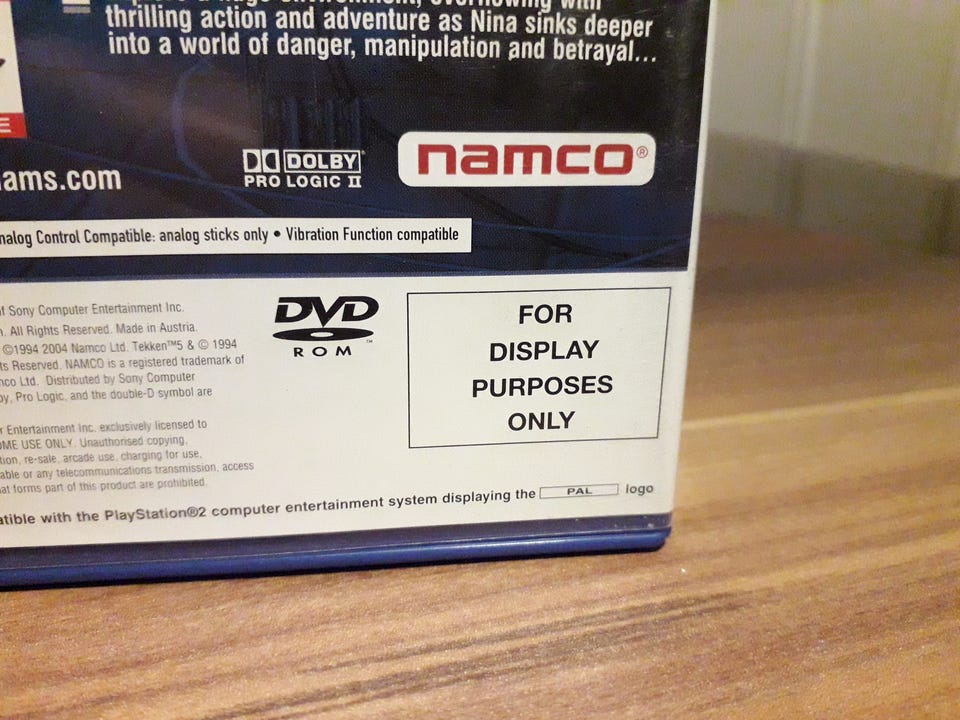 thrilling action and adventure as Nina sinks deeper
into a world of danger, manipulation and betrayal...
E
ams.com
DOLBY
PRO LOGIC II
namco®
nalog Control Compatible: analog sticks only • Vibration Function compatible
f Sony Computer Entertainment Inc.
n. All Rights Reserved. Made in Austria.
©1994 2004 Namco Ltd. Tekken™5 & © 1994
ts Reserved. NAMCO is a registered trademark of
nco Ltd. Distributed by Sony Computer
by, Pro Logic, and the double-D symbol are
r Entertainment Inc. exclusively licensed to
OME USE ONLY. Unauthorised copying,
tion, re-sale, arcade use, charging for use,
able or any telecommunications transmission, access
at forms part of this product are prohibited.
DVD
ROM™
FOR
DISPLAY
PURPOSES
ONLY
atible with the PlayStation®2 computer entertainment system displaying the PAL logo